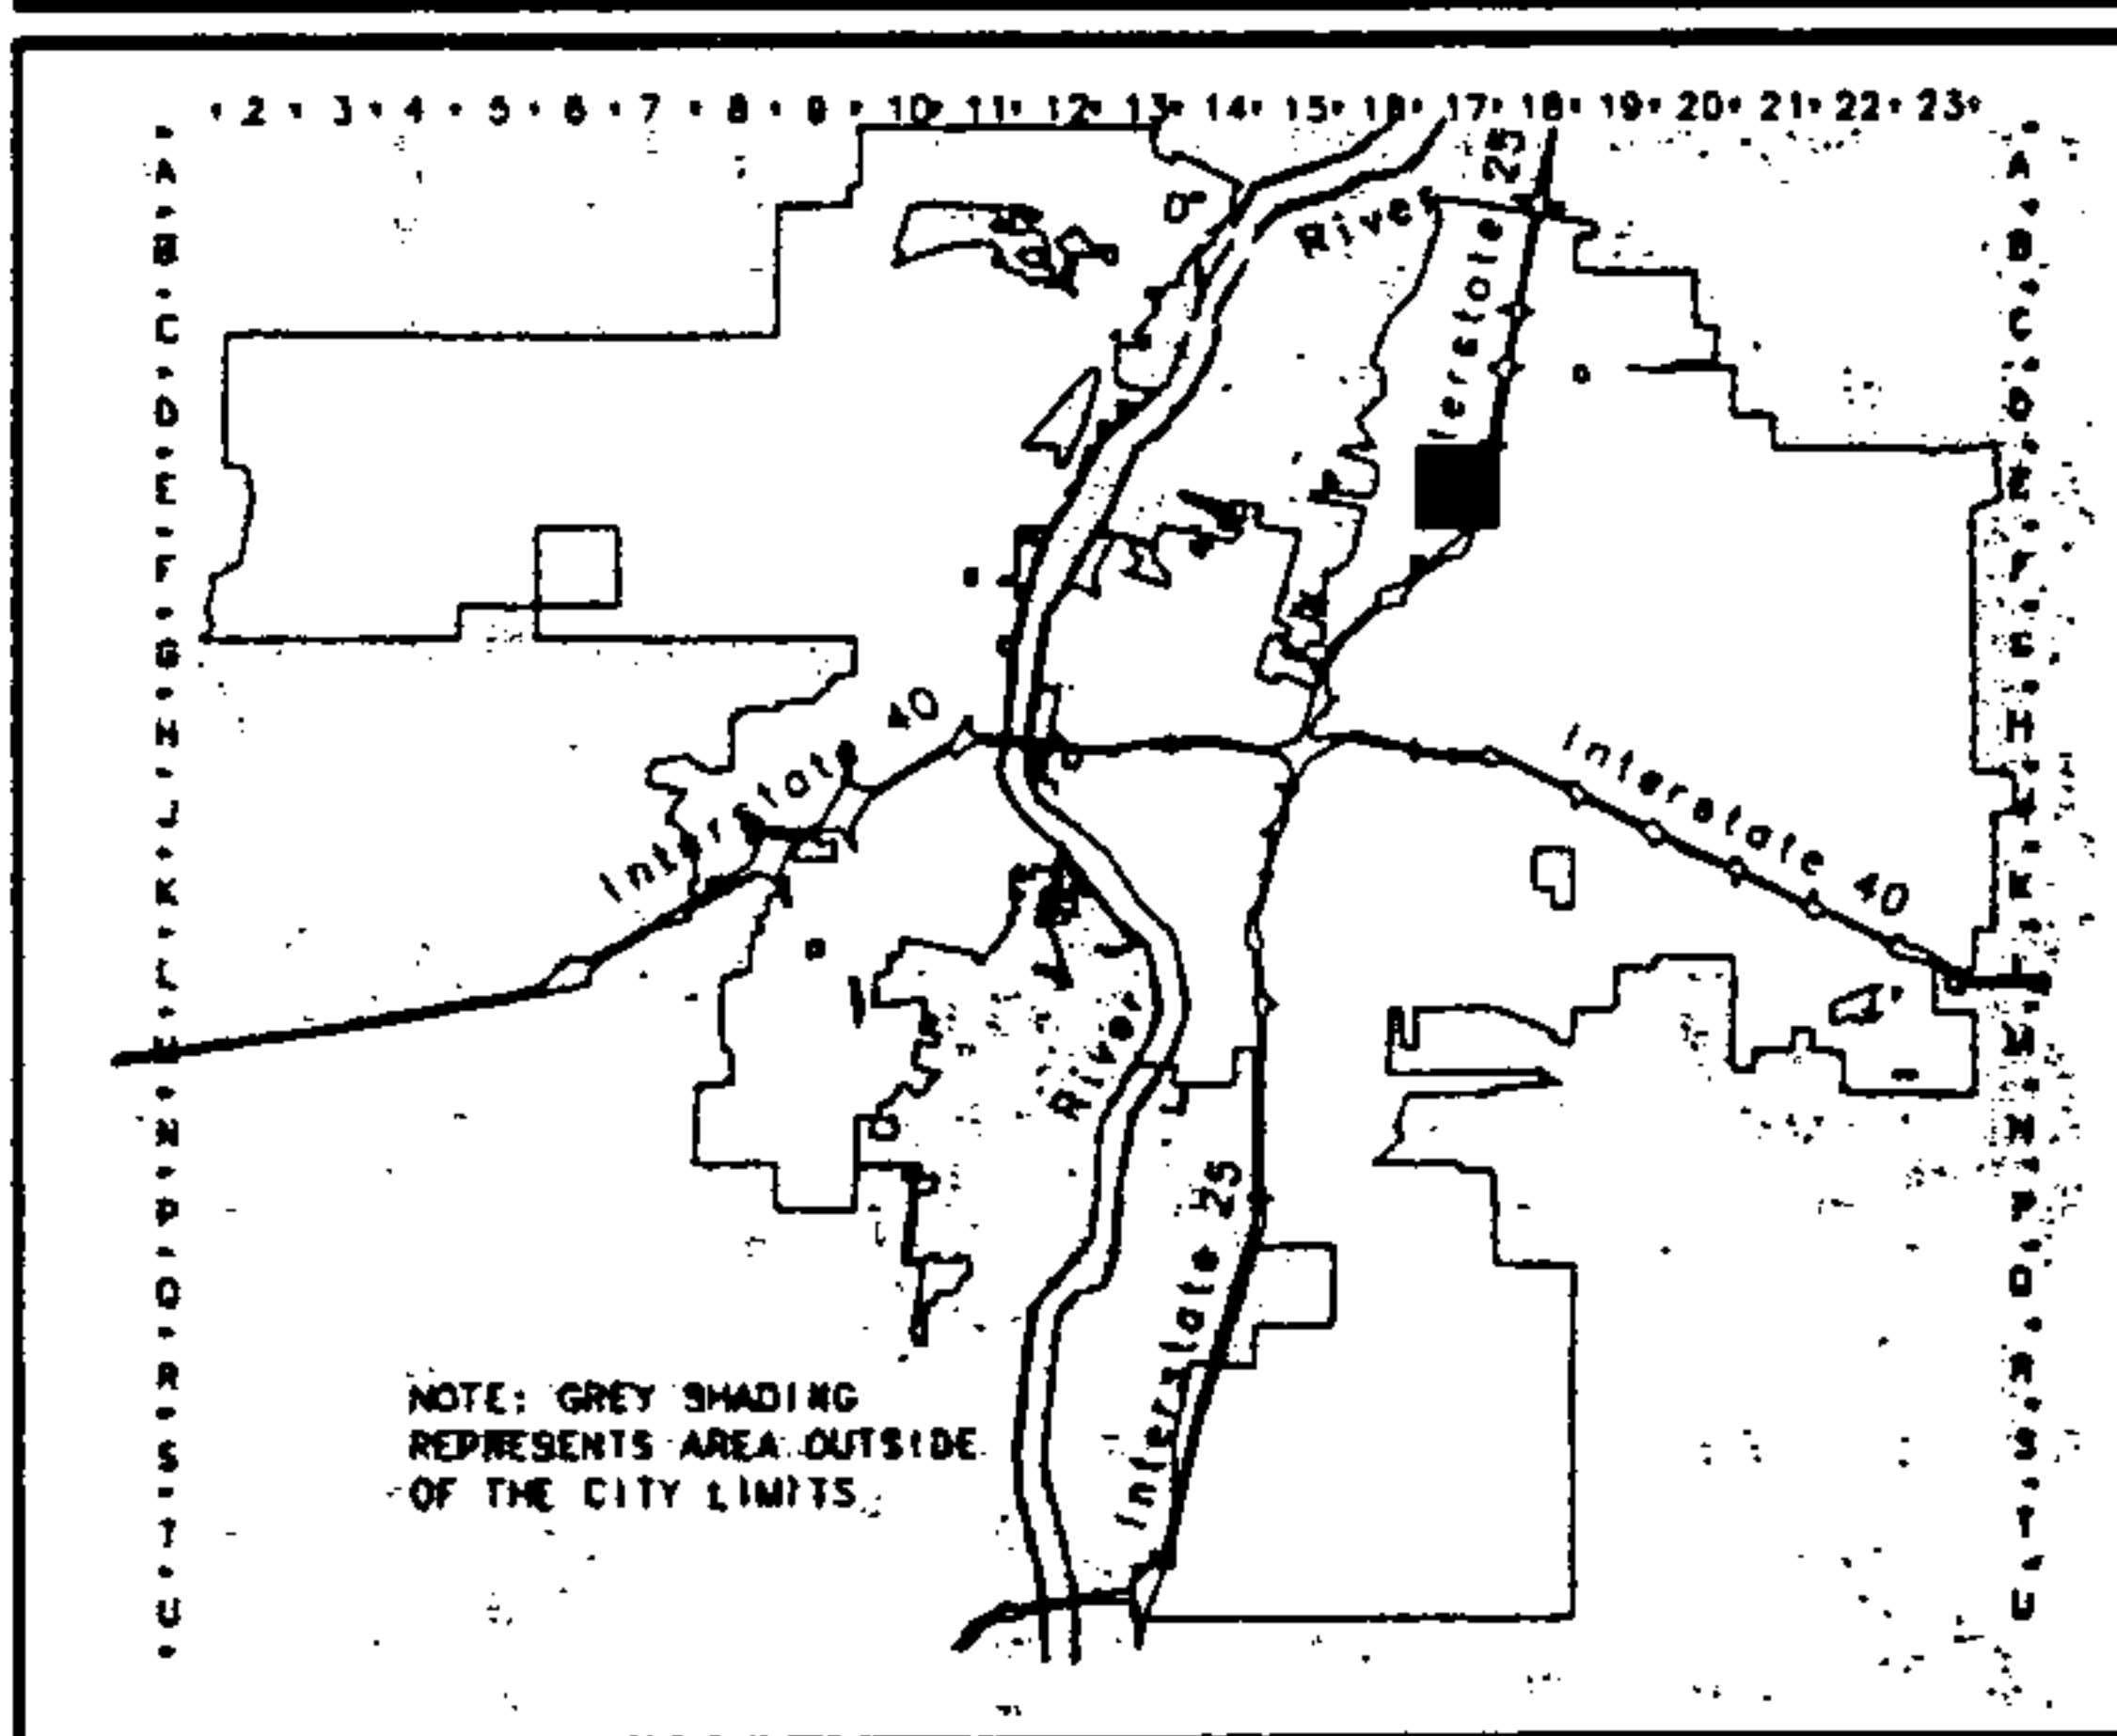 2 3 4 5 6 7 8 9 10 11 12 13 14 15 16 17 18 19 20 21 22 23
A A
B B
C C
D D
E E
F F
G G
H H
J J
K K
L L
M M
N N
P P
Q Q
R R
S S
T T
U U
River
Interstate 25
Interstate 40
Interstate 40
River
Interstate 25
NOTE: GREY SHADING
REPRESENTS AREA OUTSIDE
OF THE CITY LIMITS